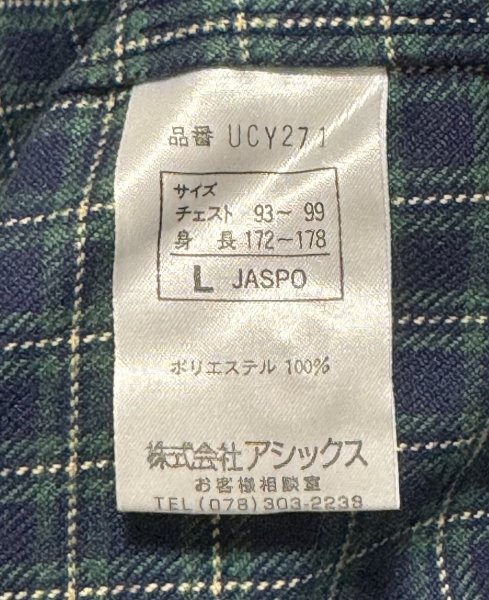 品番 UCY271
サイズ
チェスト 93～99
身長 172～178
L JASPO
ポリエステル 100%
株式会社アシックス
お客様相談室
TEL(078)303-2239